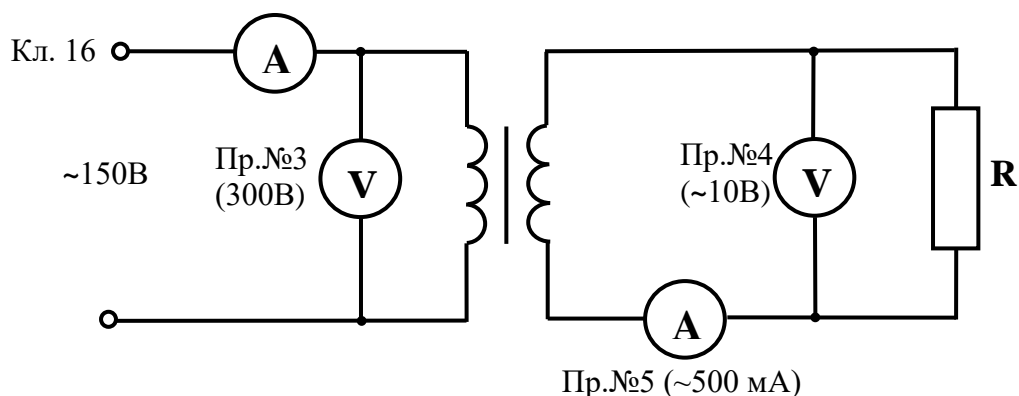 Кл. 16
A
~150В
Пр.№3
(300В)
V
Пр.№4
(~10В)
V
R
A
Пр.№5 (~500 мА)